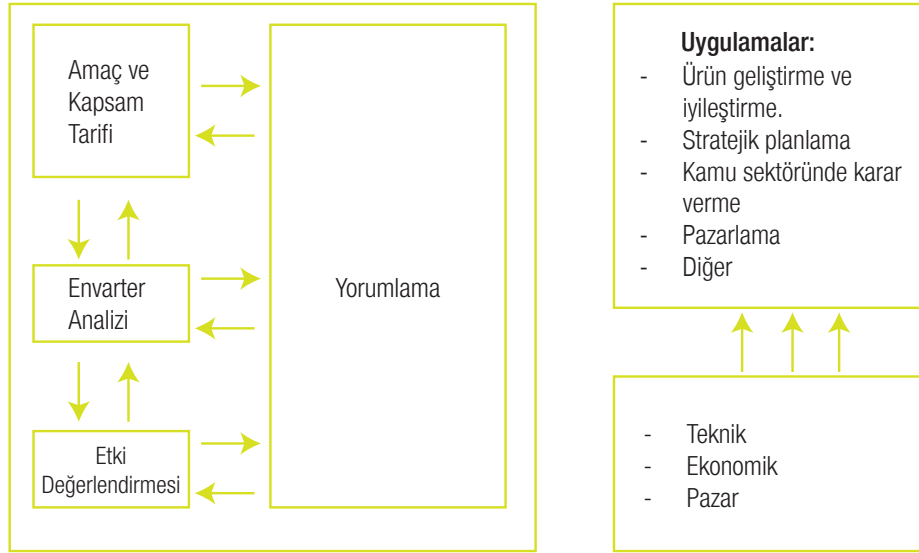 Amaç ve
Kapsam
Tarifi
Envarter
Analizi
Etki
Değerlendirmesi
Yorumlama
Uygulamalar:
- Ürün geliştirme ve
iyileştirme.
- Stratejik planlama
- Kamu sektöründe karar
verme
- Pazarlama
- Diğer
- Teknik
- Ekonomik
- Pazar